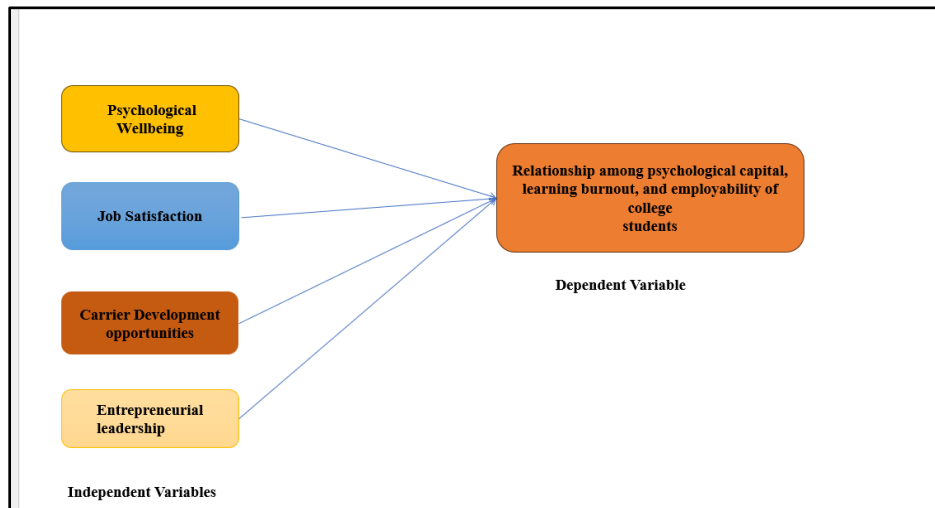 Psychological
Wellbeing
Job Satisfaction
Carrier Development
opportunities
Entrepreneurial
leadership
Independent Variables
Relationship among psychological capital,
learning burnout, and employability of
college
students
Dependent Variable